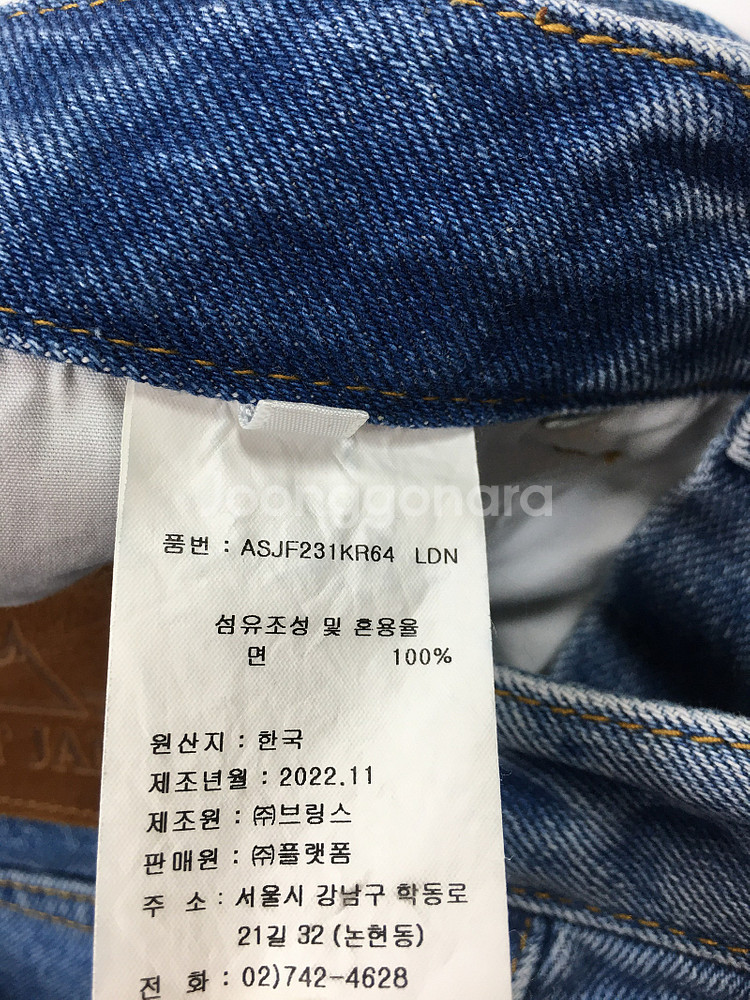 Joonggonara
품번 : ASJF231KR64 LDN
섬유조성 및 혼용율
면 100%
원산지 : 한국
제조년월 : 2022.11
제조원 : ㈜브링스
판매원 : ㈜플랫폼
주 소 : 서울시 강남구 학동로
21길 32 (논현동)
전 화 : 02)742-4628